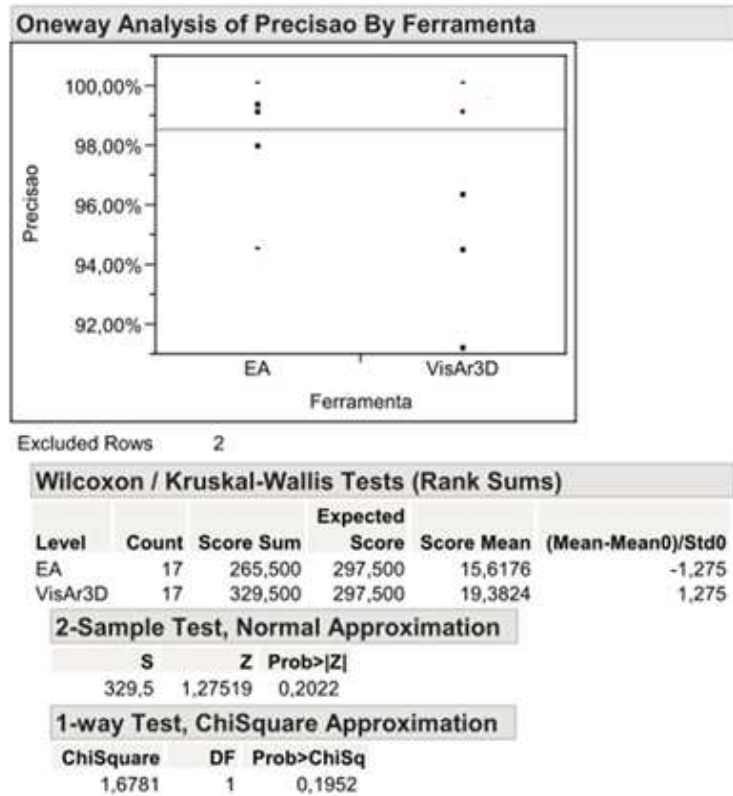 Oneway Analysis of Precisao By Ferramenta
100,00%
98,00%
96,00%
94,00%
92,00%
Precisao
EA VisAr3D
Ferramenta
Excluded Rows 2
Wilcoxon / Kruskal-Wallis Tests (Rank Sums)
Expected
Level Count Score Sum Score Score Mean (Mean-Mean0)/Std0
EA 17 265,500 297,500 15,6176 -1,275
VisAr3D 17 329,500 297,500 19,3824 1,275
2-Sample Test, Normal Approximation
S Z Prob>|Z|
329,5 1,27519 0,2022
1-way Test, ChiSquare Approximation
ChiSquare DF Prob>ChiSq
1,6781 1 0,1952